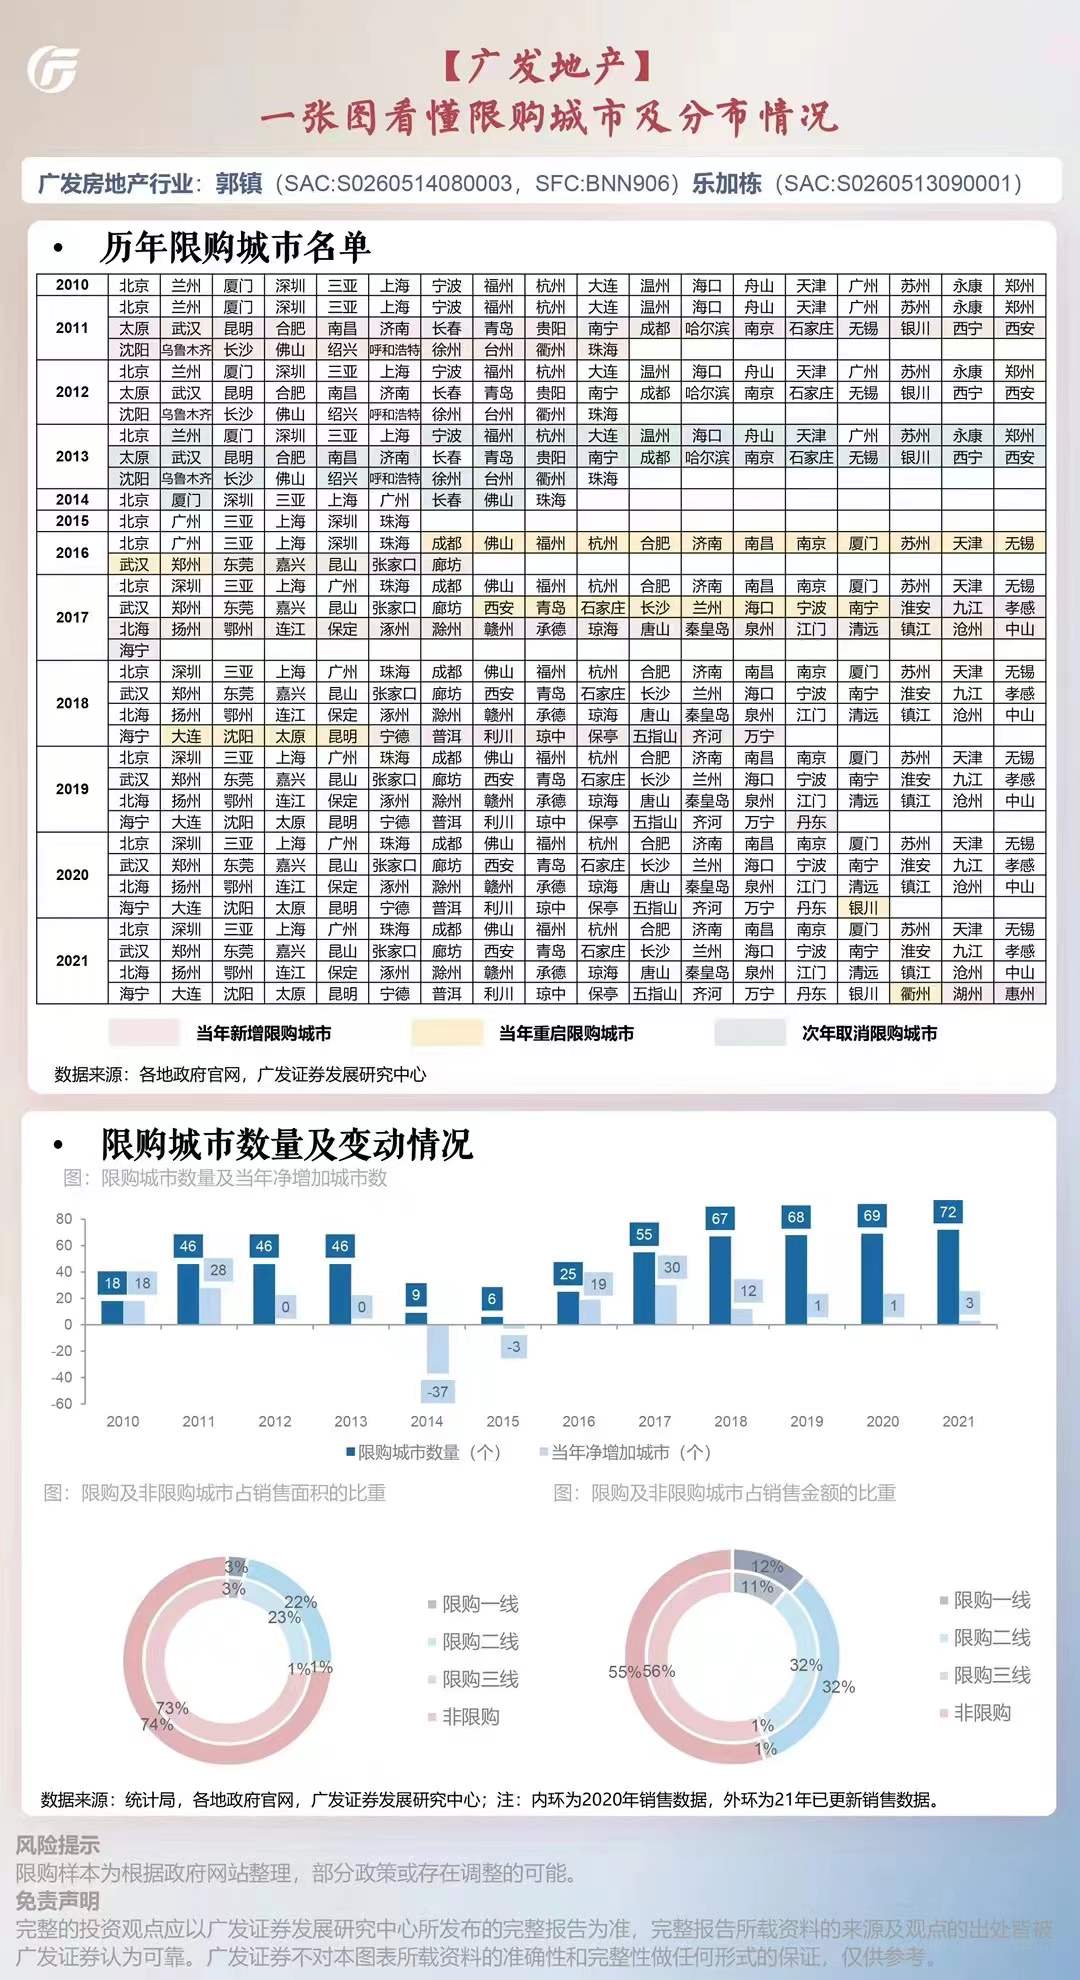 【广发地产】
一张图看懂限购城市及分布情况
广发房地产行业：郭镇（SAC:S0260514080003，SFC:BNN906）乐加栋（SAC:S0260513090001）
• 历年限购城市名单
2010 北京 兰州 厦门 深圳 三亚 上海 宁波 福州 杭州 大连 温州 海口 舟山 天津 广州 苏州 永康 郑州
2011 北京 兰州 厦门 深圳 三亚 上海 宁波 福州 杭州 大连 温州 海口 舟山 天津 广州 苏州 永康 郑州
太原 武汉 昆明 合肥 南昌 济南 长春 青岛 贵阳 南宁 成都 哈尔滨 南京 石家庄 无锡 银川 西宁 西安
沈阳 乌鲁木齐 长沙 佛山 绍兴 呼和浩特 徐州 台州 衢州 珠海
2012 北京 兰州 厦门 深圳 三亚 上海 宁波 福州 杭州 大连 温州 海口 舟山 天津 广州 苏州 永康 郑州
太原 武汉 昆明 合肥 南昌 济南 长春 青岛 贵阳 南宁 成都 哈尔滨 南京 石家庄 无锡 银川 西宁 西安
沈阳 乌鲁木齐 长沙 佛山 绍兴 呼和浩特 徐州 台州 衢州 珠海
2013 北京 兰州 厦门 深圳 三亚 上海 宁波 福州 杭州 大连 温州 海口 舟山 天津 广州 苏州 永康 郑州
太原 武汉 昆明 合肥 南昌 济南 长春 青岛 贵阳 南宁 成都 哈尔滨 南京 石家庄 无锡 银川 西宁 西安
沈阳 乌鲁木齐 长沙 佛山 绍兴 呼和浩特 徐州 台州 衢州 珠海
2014 北京 厦门 深圳 三亚 上海 广州 长春 佛山 珠海
2015 北京 广州 三亚 上海 深圳 珠海
2016 北京 广州 三亚 上海 深圳 珠海 成都 佛山 福州 杭州 合肥 济南 南昌 南京 厦门 苏州 天津 无锡
武汉 郑州 东莞 嘉兴 昆山 张家口 廊坊
2017 北京 深圳 三亚 上海 广州 珠海 成都 佛山 福州 杭州 合肥 济南 南昌 南京 厦门 苏州 天津 无锡
武汉 郑州 东莞 嘉兴 昆山 张家口 廊坊 西安 青岛 石家庄 长沙 兰州 海口 宁波 南宁 淮安 九江 孝感
北海 扬州 鄂州 连江 保定 涿州 滁州 赣州 承德 琼海 唐山 秦皇岛 泉州 江门 清远 镇江 沧州 中山
海宁
2018 北京 深圳 三亚 上海 广州 珠海 成都 佛山 福州 杭州 合肥 济南 南昌 南京 厦门 苏州 天津 无锡
武汉 郑州 东莞 嘉兴 昆山 张家口 廊坊 西安 青岛 石家庄 长沙 兰州 海口 宁波 南宁 淮安 九江 孝感
北海 扬州 鄂州 连江 保定 涿州 滁州 赣州 承德 琼海 唐山 秦皇岛 泉州 江门 清远 镇江 沧州 中山
海宁 大连 沈阳 太原 昆明 宁德 普洱 利川 琼中 保亭 五指山 齐河 万宁
2019 北京 深圳 三亚 上海 广州 珠海 成都 佛山 福州 杭州 合肥 济南 南昌 南京 厦门 苏州 天津 无锡
武汉 郑州 东莞 嘉兴 昆山 张家口 廊坊 西安 青岛 石家庄 长沙 兰州 海口 宁波 南宁 淮安 九江 孝感
北海 扬州 鄂州 连江 保定 涿州 滁州 赣州 承德 琼海 唐山 秦皇岛 泉州 江门 清远 镇江 沧州 中山
海宁 大连 沈阳 太原 昆明 宁德 普洱 利川 琼中 保亭 五指山 齐河 万宁 丹东
2020 北京 深圳 三亚 上海 广州 珠海 成都 佛山 福州 杭州 合肥 济南 南昌 南京 厦门 苏州 天津 无锡
武汉 郑州 东莞 嘉兴 昆山 张家口 廊坊 西安 青岛 石家庄 长沙 兰州 海口 宁波 南宁 淮安 九江 孝感
北海 扬州 鄂州 连江 保定 涿州 滁州 赣州 承德 琼海 唐山 秦皇岛 泉州 江门 清远 镇江 沧州 中山
海宁 大连 沈阳 太原 昆明 宁德 普洱 利川 琼中 保亭 五指山 齐河 万宁 丹东 银川
2021 北京 深圳 三亚 上海 广州 珠海 成都 佛山 福州 杭州 合肥 济南 南昌 南京 厦门 苏州 天津 无锡
武汉 郑州 东莞 嘉兴 昆山 张家口 廊坊 西安 青岛 石家庄 长沙 兰州 海口 宁波 南宁 淮安 九江 孝感
北海 扬州 鄂州 连江 保定 涿州 滁州 赣州 承德 琼海 唐山 秦皇岛 泉州 江门 清远 镇江 沧州 中山
海宁 大连 沈阳 太原 昆明 宁德 普洱 利川 琼中 保亭 五指山 齐河 万宁 丹东 银川 衢州 湖州 惠州
当年新增限购城市 当年重启限购城市 次年取消限购城市
数据来源：各地政府官网，广发证券发展研究中心
• 限购城市数量及变动情况
图：限购城市数量及当年净增加城市数
80
60
40
20
0
-20
-40
-60
18 46 46 46 9 6 25 55 67 68 69 72
18 28 0 0 -37 -3 19 30 12 1 1 3
2010 2011 2012 2013 2014 2015 2016 2017 2018 2019 2020 2021
限购城市数量（个） 当年净增加城市（个）
图：限购及非限购城市占销售面积的比重
3%
3%
22%
23%
1% 1%
73%
74%
限购一线
限购二线
限购三线
非限购
图：限购及非限购城市占销售金额的比重
12%
11%
32%
32%
55% 56%
1%
1%
限购一线
限购二线
限购三线
非限购
数据来源：统计局，各地政府官网，广发证券发展研究中心；注：内环为2020年销售数据，外环为21年已更新销售数据。
风险提示
限购样本为根据政府网站整理，部分政策或存在调整的可能。
免责声明
完整的投资观点应以广发证券发展研究中心所发布的完整报告为准，完整报告所载资料的来源及观点的出处皆被
广发证券认为可靠。广发证券不对本图表所载资料的准确性和完整性做任何形式的保证，仅供参考。